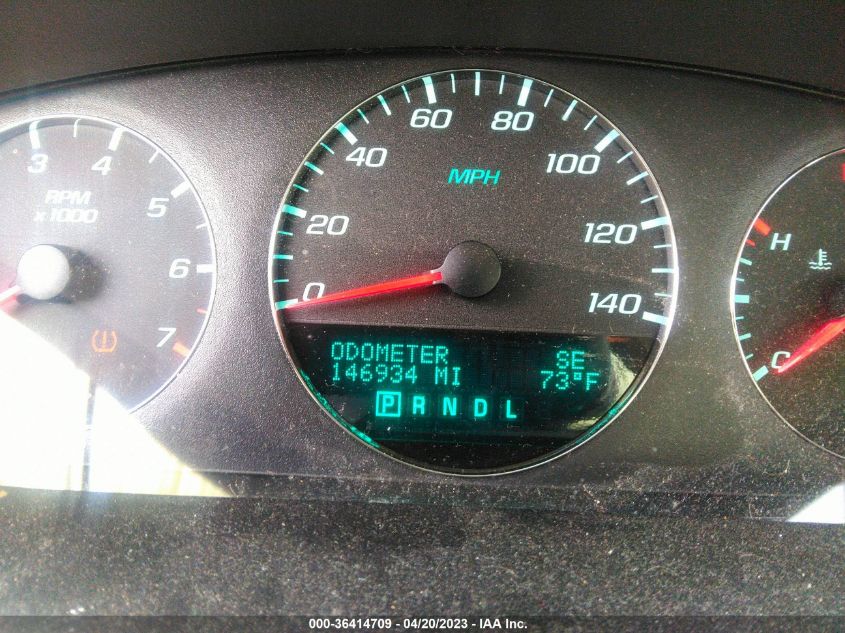 3 4 5 6 7
RPM
x 1000
0 20 40 60 80 100 120 140
MPH
H
C
ODOMETER SE
146934 MI 73°F
P R N D L
000-36414709 - 04/20/2023 - © IAA Inc.